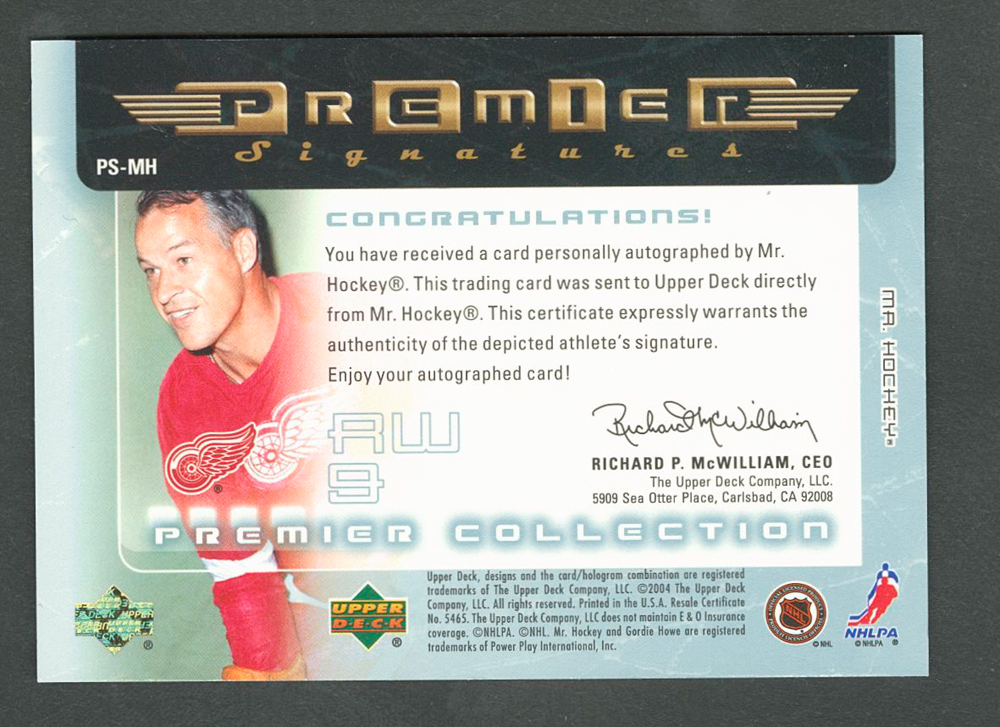 PREMIER
Signatures
PS-MH
CONGRATULATIONS!
You have received a card personally autographed by Mr.
Hockey®. This trading card was sent to Upper Deck directly
from Mr. Hockey®. This certificate expressly warrants the
authenticity of the depicted athlete's signature.
Enjoy your autographed card!
MR. HOCKEY®
RW
9
Richard McWilliam
RICHARD P. McWILLIAM, CEO
The Upper Deck Company, LLC.
5909 Sea Otter Place, Carlsbad, CA 92008
PREMIER COLLECTION
Upper Deck, designs and the card/hologram combination are registered
trademarks of The Upper Deck Company, LLC. ©2004 The Upper Deck
Company, LLC. All rights reserved. Printed in the U.S.A. Resale Certificate
No. 5465. The Upper Deck Company, LLC does not maintain E & O Insurance
coverage. ©NHLPA. ©NHL. Mr. Hockey and Gordie Howe are registered
trademarks of Power Play International, Inc.
UPPER
DECK
®
NHL
© NHL
NHLPA
© NHLPA ®